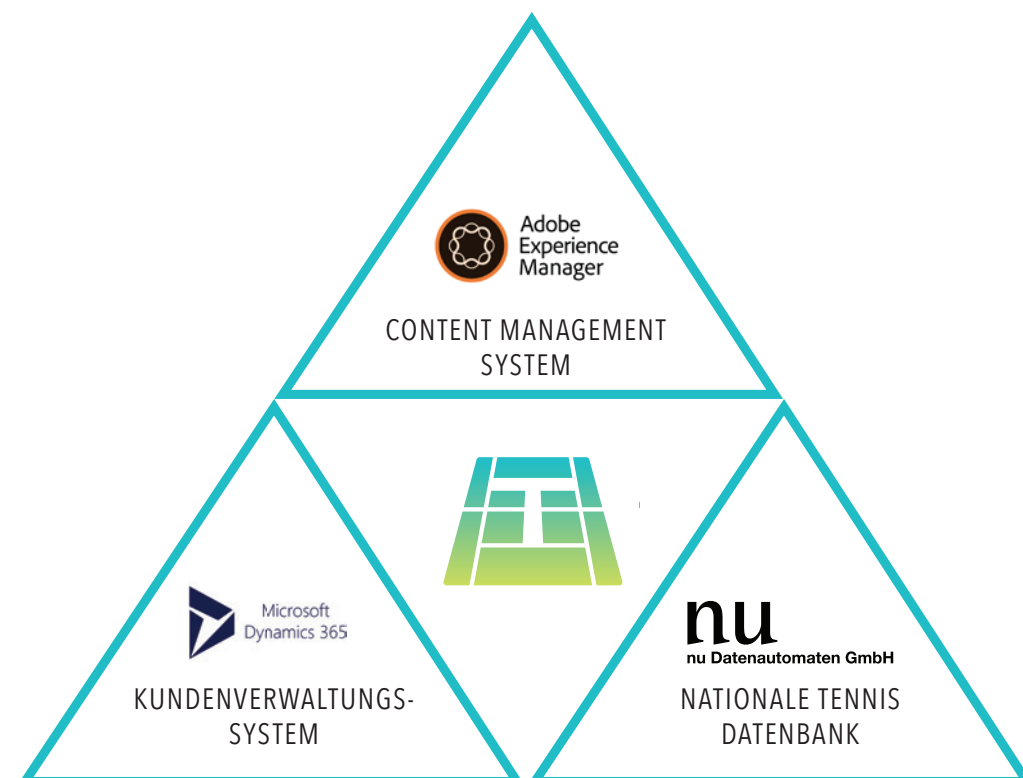 Adobe
Experience
Manager
CONTENT MANAGEMENT
SYSTEM
Microsoft
Dynamics 365
KUNDENVERWALTUNGS-
SYSTEM
nu
nu Datenautomaten GmbH
NATIONALE TENNIS
DATENBANK